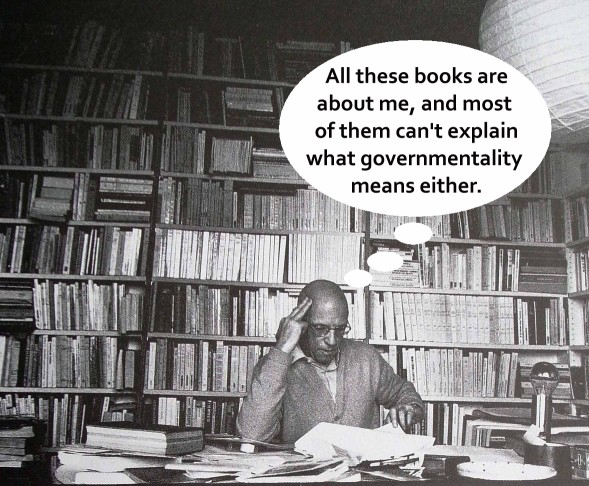 All these books are
about me, and most
of them can't explain
what governmentality
means either.